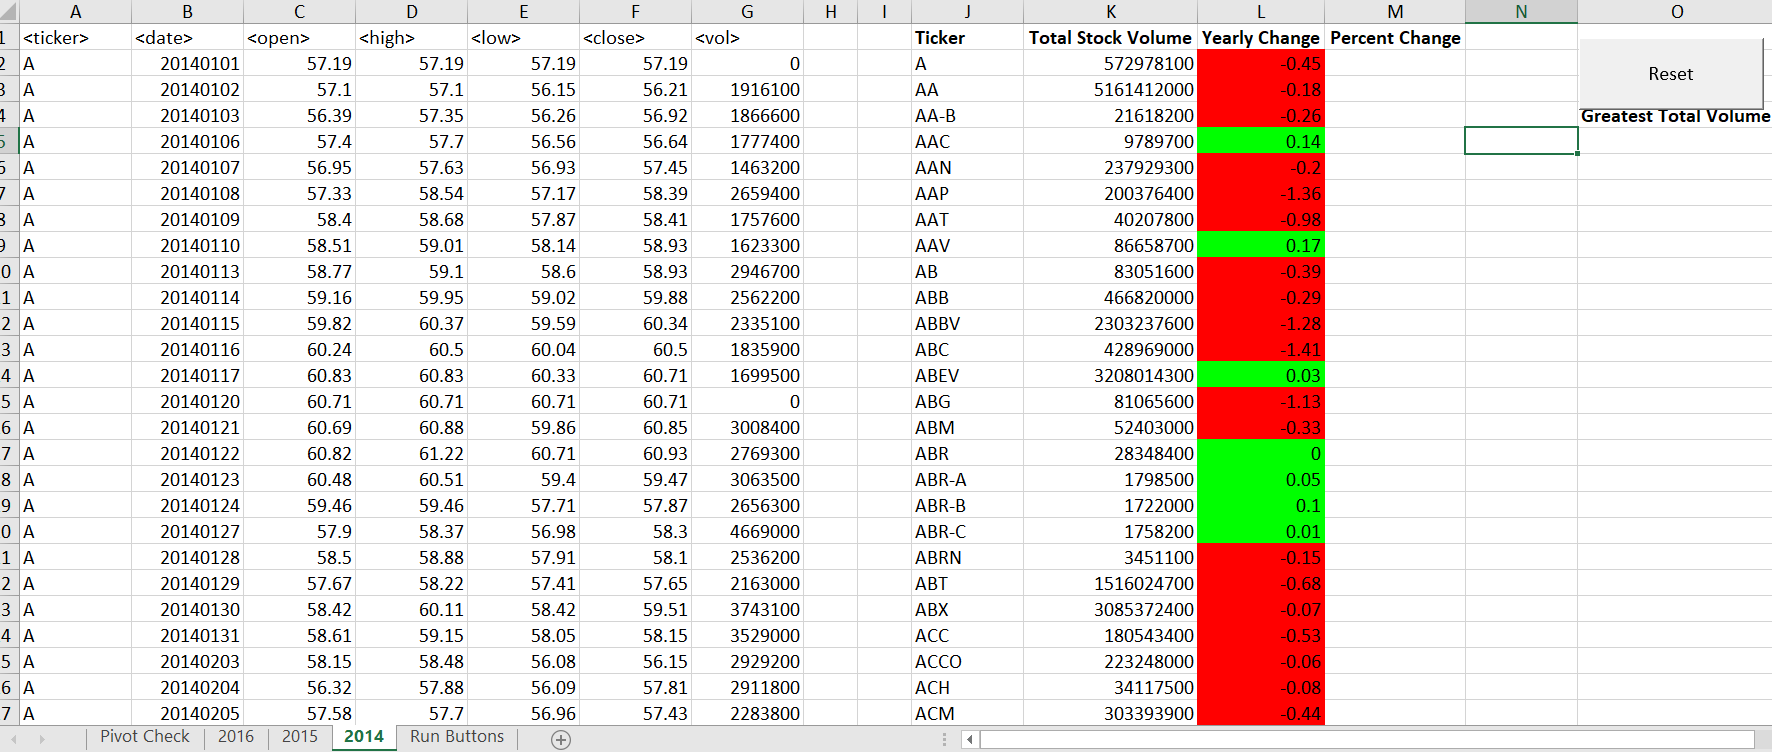 A B C D E F G H I J K L M N O
1 <ticker> <date> <open> <high> <low> <close> <vol> Ticker Total Stock Volume Yearly Change Percent Change
2 A 20140101 57.19 57.19 57.19 57.19 0 A 572978100 -0.45
Reset
3 A 20140102 57.1 57.1 56.15 56.21 1916100 AA 5161412000 -0.18
4 A 20140103 56.39 57.35 56.26 56.92 1866600 AA-B 21618200 -0.26 Greatest Total Volume
5 A 20140106 57.4 57.7 56.56 56.64 1777400 AAC 9789700 0.14
6 A 20140107 56.95 57.63 56.93 57.45 1463200 AAN 237929300 -0.2
7 A 20140108 57.33 58.54 57.17 58.39 2659400 AAP 200376400 -1.36
8 A 20140109 58.4 58.68 57.87 58.41 1757600 AAT 40207800 -0.98
9 A 20140110 58.51 59.01 58.14 58.93 1623300 AAV 86658700 0.17
0 A 20140113 58.77 59.1 58.6 58.93 2946700 AB 83051600 -0.39
1 A 20140114 59.16 59.95 59.02 59.88 2562200 ABB 466820000 -0.29
2 A 20140115 59.82 60.37 59.59 60.34 2335100 ABBV 2303237600 -1.28
3 A 20140116 60.24 60.5 60.04 60.5 1835900 ABC 428969000 -1.41
4 A 20140117 60.83 60.83 60.33 60.71 1699500 ABEV 3208014300 0.03
5 A 20140120 60.71 60.71 60.71 60.71 0 ABG 81065600 -1.13
6 A 20140121 60.69 60.88 59.86 60.85 3008400 ABM 52403000 -0.33
7 A 20140122 60.82 61.22 60.71 60.93 2769300 ABR 28348400 0
8 A 20140123 60.48 60.51 59.4 59.47 3063500 ABR-A 1798500 0.05
9 A 20140124 59.46 59.46 57.71 57.87 2656300 ABR-B 1722000 0.1
0 A 20140127 57.9 58.37 56.98 58.3 4669000 ABR-C 1758200 0.01
1 A 20140128 58.5 58.88 57.91 58.1 2536200 ABRN 3451100 -0.15
2 A 20140129 57.67 58.22 57.41 57.65 2163000 ABT 1516024700 -0.68
3 A 20140130 58.42 60.11 58.42 59.51 3743100 ABX 3085372400 -0.07
4 A 20140131 58.61 59.15 58.05 58.15 3529000 ACC 180543400 -0.53
5 A 20140203 58.15 58.48 56.08 56.15 2929200 ACCO 223248000 -0.06
6 A 20140204 56.32 57.88 56.09 57.81 2911800 ACH 34117500 -0.08
7 A 20140205 57.58 57.7 56.96 57.43 2283800 ACM 303393900 -0.44
Pivot Check 2016 2015 2014 Run Buttons